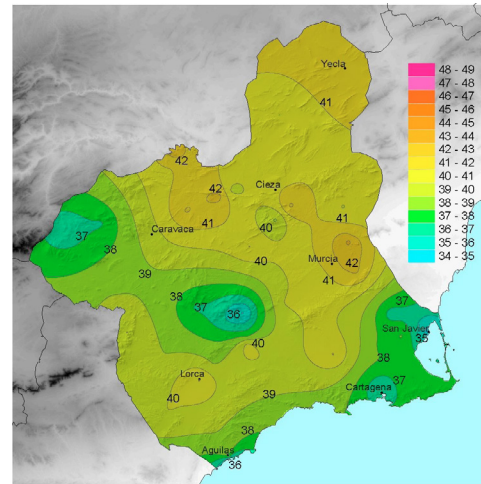 Yecla
41
48 - 49
47 - 48
46 - 47
45 - 46
44 - 45
43 - 44
42 - 43
41 - 42
40 - 41
39 - 40
38 - 39
37 - 38
36 - 37
35 - 36
34 - 35
42
42
Cieza
41
41
40
37
Caravaca
38
40
Murcia
42
39
41
38
37
36
37
San Javier
35
40
38
Lorca
37
40
39
Cartagena
38
Aguilas
36